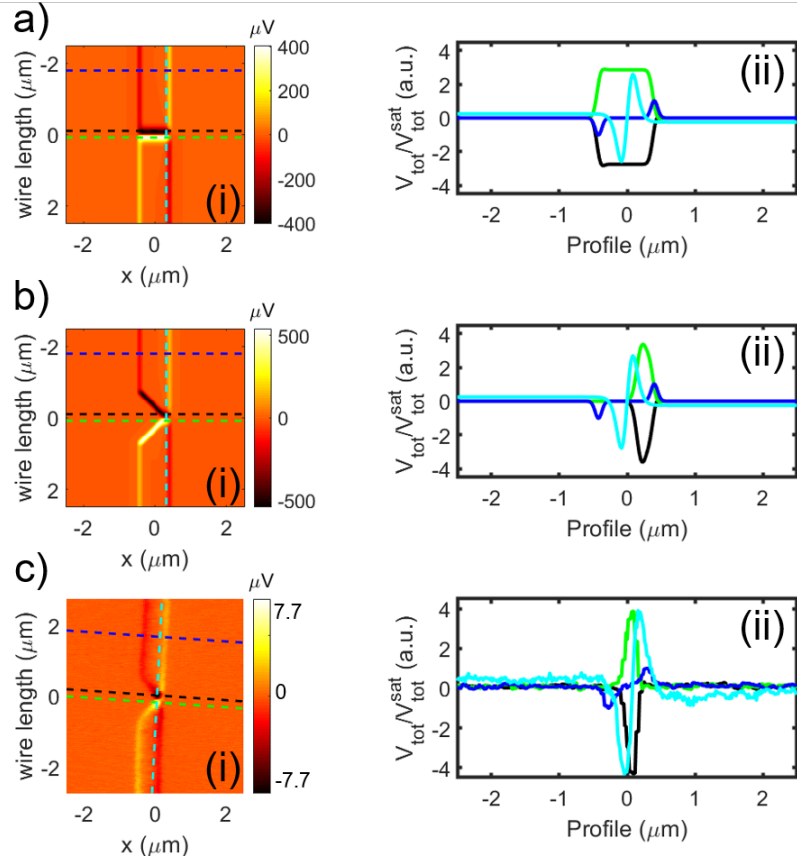 a)
μV
400
200
0
-200
-400
wire length (μm)
-2
0
2
-2 0 2
x (μm)
(i)
V_tot/V_tot^sat (a.u.)
4
2
0
-2
-4
-2 -1 0 1 2
Profile (μm)
(ii)
b)
μV
500
0
-500
wire length (μm)
-2
0
2
-2 0 2
x (μm)
(i)
V_tot/V_tot^sat (a.u.)
4
2
0
-2
-4
-2 -1 0 1 2
Profile (μm)
(ii)
c)
μV
7.7
0
-7.7
wire length (μm)
2
0
-2
-2 0 2
x (μm)
(i)
V_tot/V_tot^sat (a.u.)
4
2
0
-2
-4
-2 -1 0 1 2
Profile (μm)
(ii)